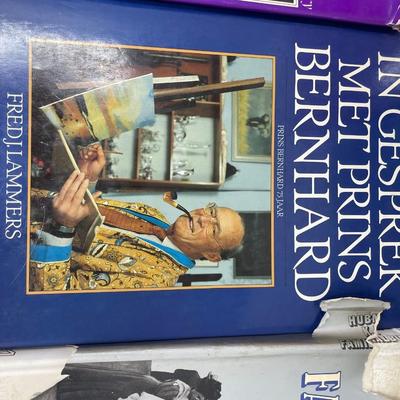 IN GESPREK
MET PRINS
BERNHARD
PRINS BERNHARD 75 JAAR
FRED J. LAMMERS